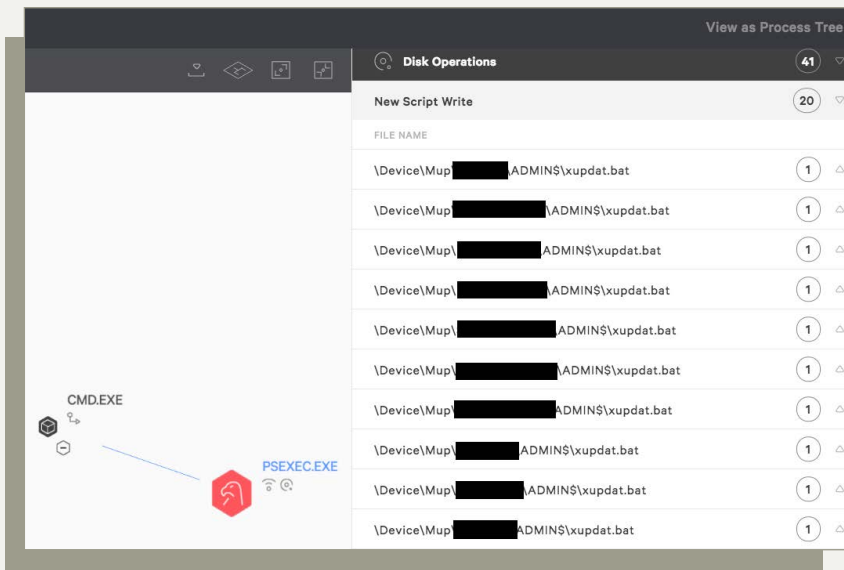 View as Process Tree
Disk Operations 41
New Script Write 20
FILE NAME
\Device\Mup\ \ADMIN$\xupdat.bat 1
\Device\Mup\ \ADMIN$\xupdat.bat 1
\Device\Mup\ ADMIN$\xupdat.bat 1
\Device\Mup\ \ADMIN$\xupdat.bat 1
\Device\Mup\ ADMIN$\xupdat.bat 1
\Device\Mup\ \ADMIN$\xupdat.bat 1
\Device\Mup\ ADMIN$\xupdat.bat 1
\Device\Mup\ ADMIN$\xupdat.bat 1
\Device\Mup\ \ADMIN$\xupdat.bat 1
\Device\Mup\ ADMIN$\xupdat.bat 1
CMD.EXE
PSEXEC.EXE